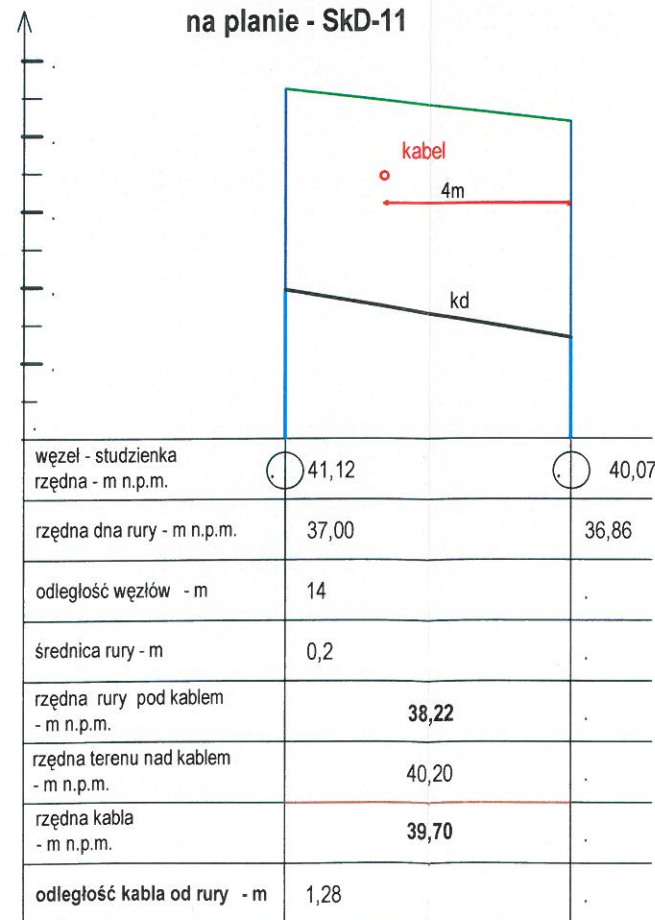 na planie - SkD-11
kabel
4m
kd
węzeł - studzienka
rzędna - m n.p.m.
41,12
40,07
rzędna dna rury - m n.p.m.
37,00
36,86
odległość węzłów - m
14
średnica rury - m
0,2
rzędna rury pod kablem
- m n.p.m.
38,22
rzędna terenu nad kablem
- m n.p.m.
40,20
rzędna kabla
- m n.p.m.
39,70
odległość kabla od rury - m
1,28